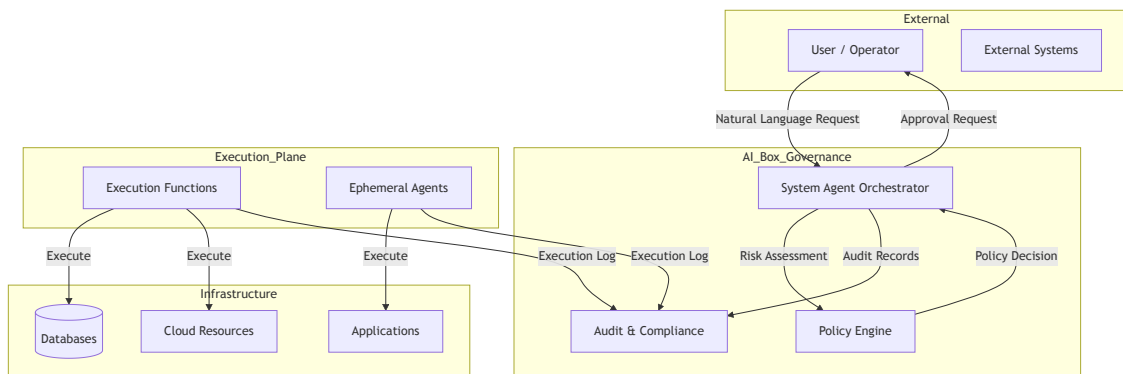 External
User / Operator
External Systems
Natural Language Request
Approval Request
Execution_Plane
AI_Box_Governance
Execution Functions
Ephemeral Agents
System Agent Orchestrator
Execute
Execute
Execute
Execution Log
Execution Log
Risk Assessment
Audit Records
Policy Decision
Infrastructure
Databases
Cloud Resources
Applications
Audit & Compliance
Policy Engine